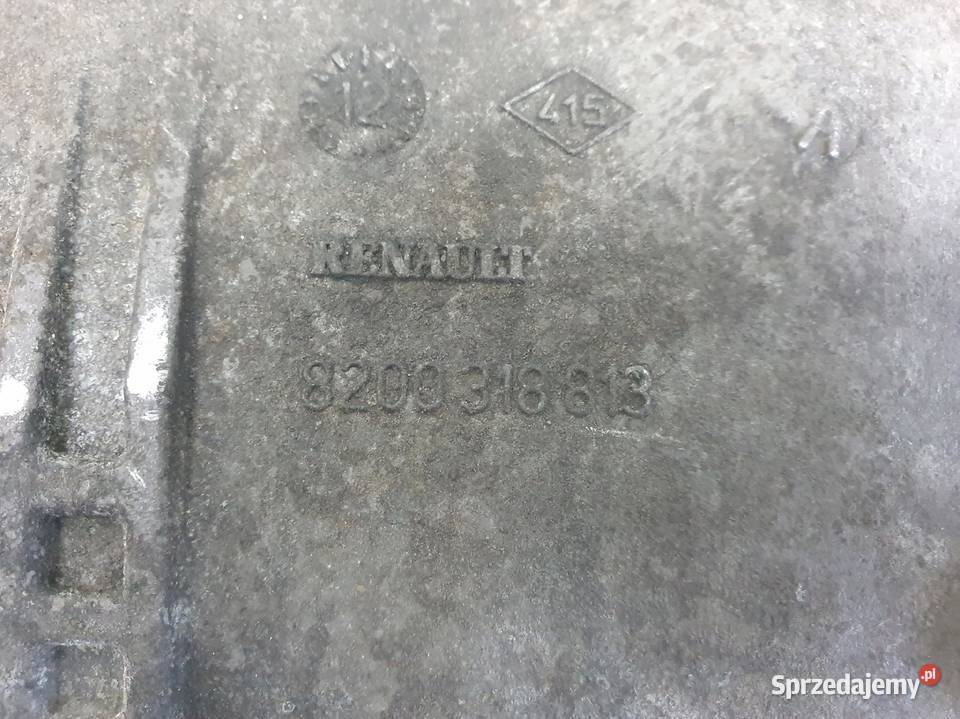 12
415
A
RENAULT
8200 318 813
Sprzedajemy.pl